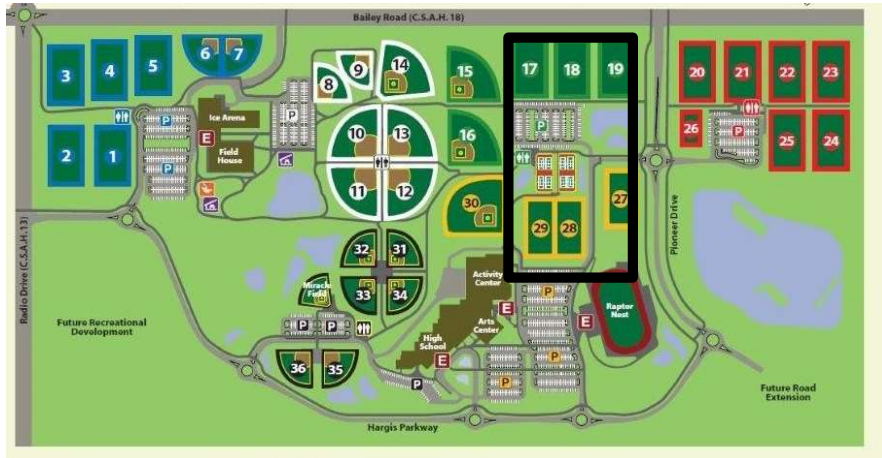 Bailey Road (C.S.A.H. 18)
3
4
5
6
7
8
9
14
15
17
18
19
20
21
22
23
P
Ice Arena
P
E
10
13
16
P
26
P
25
24
2
1
P
Field
House
11
12
30
29
28
27
Radio Drive (C.S.A.H. 13)
Pioneer Drive
32
31
Activity
Center
Miracle
Field
33
34
P
Raptor
Nest
E
E
Arts
Center
Future Recreational
Development
P
P
High
School
E
P
36
35
P
P
Future Road
Extension
Hargis Parkway